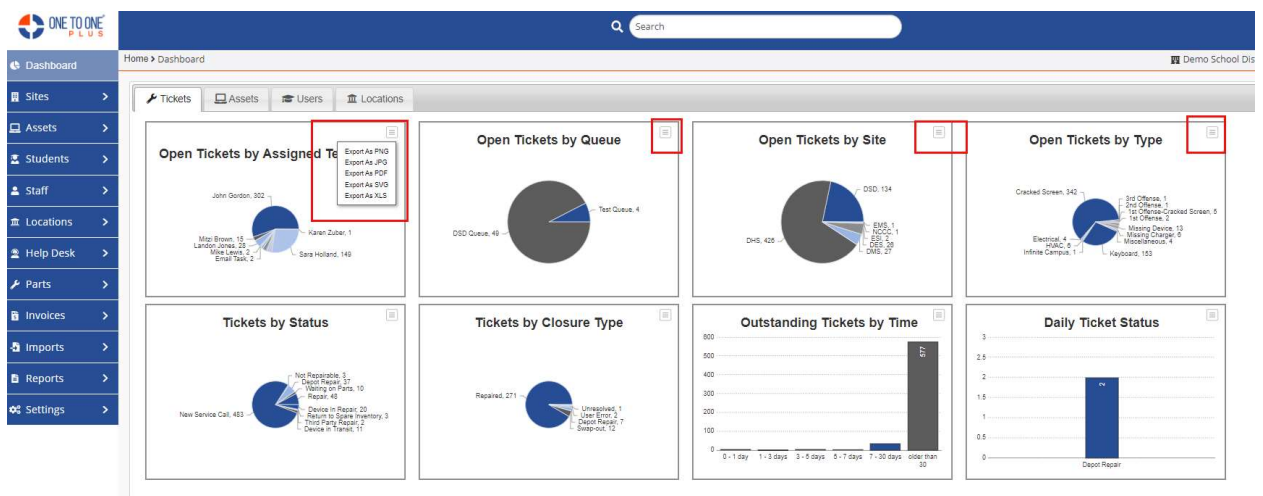 ONE TO ONE
PLUS
Search
Dashboard
Home > Dashboard
Demo School Dis
Sites
Assets
Students
Staff
Locations
Help Desk
Parts
Invoices
Imports
Reports
Settings
Tickets
Assets
Users
Locations
Open Tickets by Assigned Te
Export As PNG
Export As JPG
Export As PDF
Export As SVG
Export As XLS
John Gordon, 302
Karen Zuber, 1
Mitzi Brown, 15
Landon Jones, 28
Mike Lewis, 2
Email Task, 2
Sara Holland, 149
Open Tickets by Queue
Test Queue, 4
DSD Queue, 49
Open Tickets by Site
DSD, 134
EMS, 1
NCCC, 1
ESI, 2
DES, 26
DMS, 27
DHS, 426
Open Tickets by Type
Cracked Screen, 342
3rd Offense, 1
2nd Offense, 1
1st Offense-Cracked Screen, 5
1st Offense, 2
Missing Device, 13
Missing Charger, 6
Miscellaneous, 4
Electrical, 4
HVAC, 6
Infinite Campus, 1
Keyboard, 153
Tickets by Status
Not Repairable, 3
Depot Repair, 37
Waiting on Parts, 10
Repair, 48
New Service Call, 483
Device In Repair, 20
Return to Spare Inventory, 3
Third Party Repair, 2
Device in Transit, 11
Tickets by Closure Type
Repaired, 271
Unresolved, 1
User Error, 2
Depot Repair, 7
Swap-out, 12
Outstanding Tickets by Time
600
500
400
300
200
100
0
577
0 - 1 day
1 - 3 days
3 - 5 days
5 - 7 days
7 - 30 days
older than
30
Daily Ticket Status
3
2.5
2
1.5
1
0.5
0
2
Depot Repair